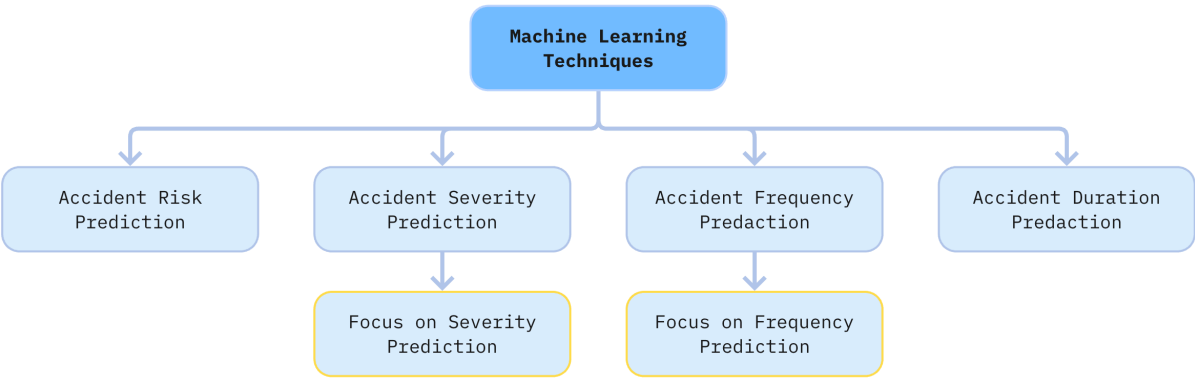 Machine Learning
Techniques
Accident Risk
Prediction
Accident Severity
Prediction
Accident Frequency
Predaction
Accident Duration
Predaction
Focus on Severity
Prediction
Focus on Frequency
Prediction